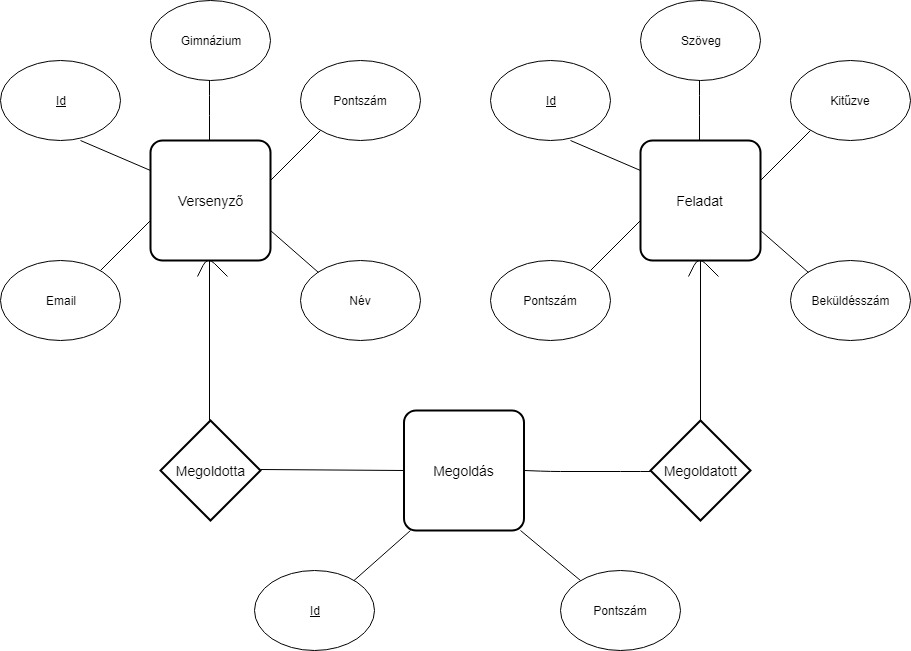 Gimnázium
Szöveg
Id
Pontszám
Id
Kitűzve
Versenyző
Feladat
Email
Név
Pontszám
Beküldésszám
Megoldotta
Megoldás
Megoldatott
Id
Pontszám